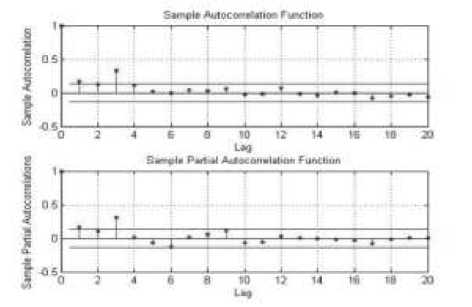 Sample Autocorrelation Function
Sample Autocorrelation
1
0.5
0
-0.5
0 2 4 6 8 10 12 14 16 18 20
Lag
Sample Partial Autocorrelation Function
Sample Partial Autocorrelations
1
0.5
0
-0.5
0 2 4 6 8 10 12 14 16 18 20
Lag